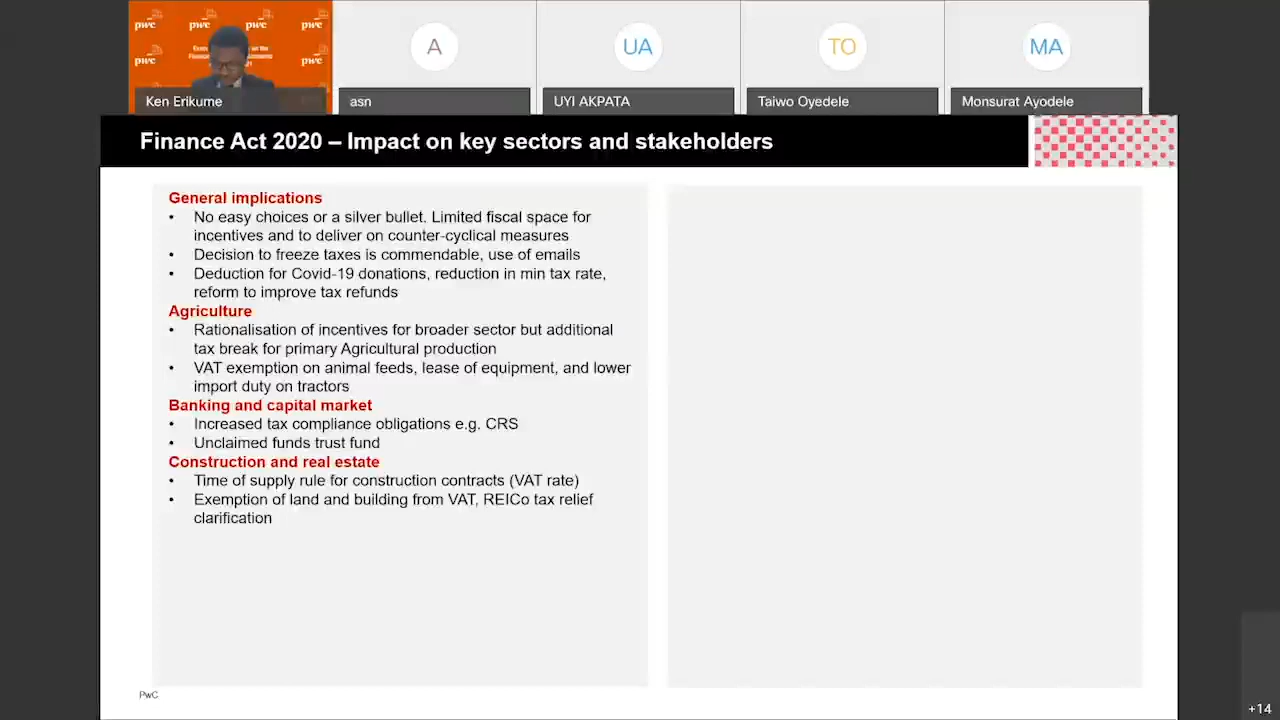 pwc pwc pwc pwc
pwc
pwc
Ken Erikume
A
asn
UA
UYI AKPATA
TO
Taiwo Oyedele
MA
Monsurat Ayodele
Finance Act 2020 – Impact on key sectors and stakeholders
General implications
• No easy choices or a silver bullet. Limited fiscal space for
incentives and to deliver on counter-cyclical measures
• Decision to freeze taxes is commendable, use of emails
• Deduction for Covid-19 donations, reduction in min tax rate,
reform to improve tax refunds
Agriculture
• Rationalisation of incentives for broader sector but additional
tax break for primary Agricultural production
• VAT exemption on animal feeds, lease of equipment, and lower
import duty on tractors
Banking and capital market
• Increased tax compliance obligations e.g. CRS
• Unclaimed funds trust fund
Construction and real estate
• Time of supply rule for construction contracts (VAT rate)
• Exemption of land and building from VAT, REICo tax relief
clarification
PwC
+14